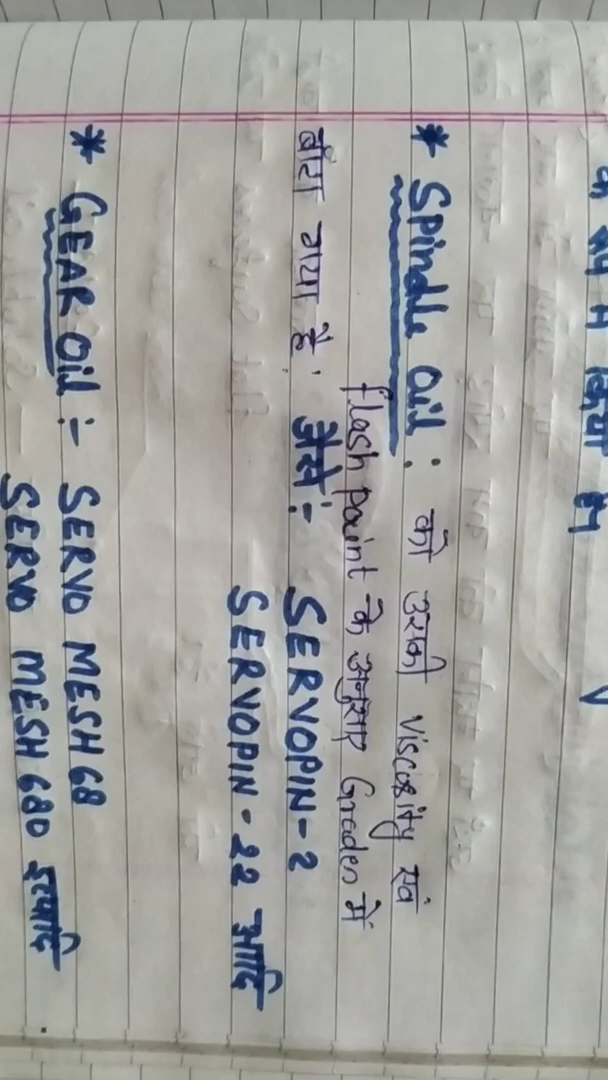 में किया है।
* Spindle Oil : को उसकी viscosity एवं
flash point के अनुसार Grades में
बांटा गया है। जैसे:- SERVOPIN-2
SERVOPIN-22 आदि
* GEAR Oil :- SERVO MESH 68
SERVO MESH 680 इत्यादि